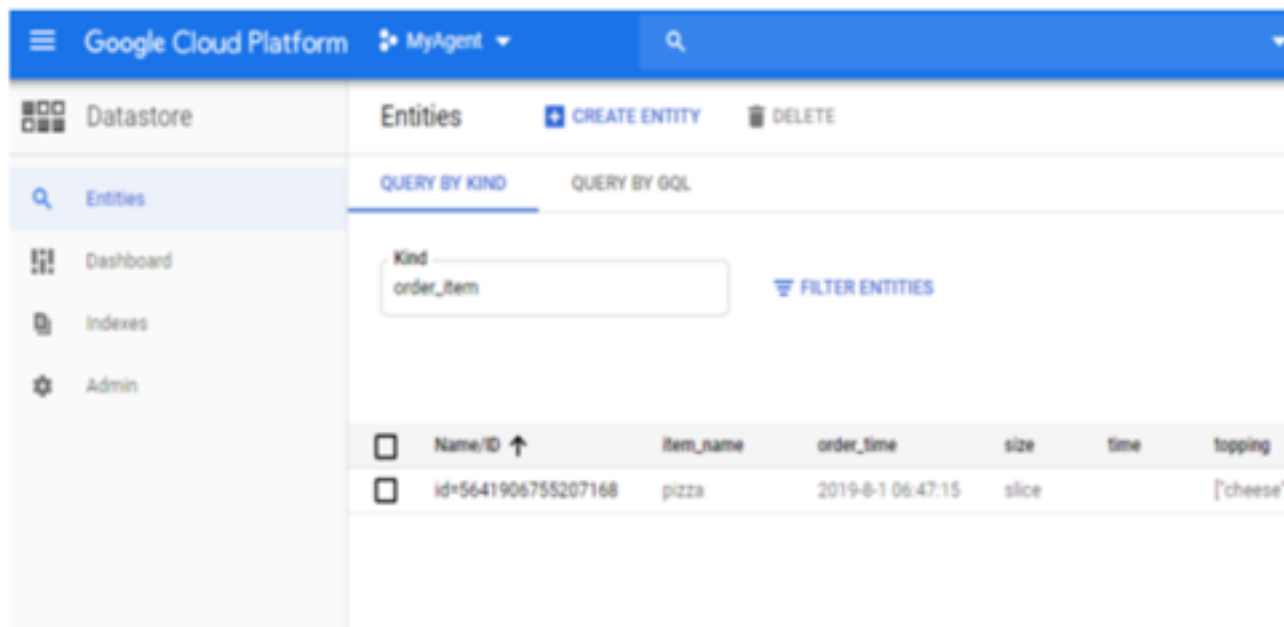 Google Cloud Platform MyAgent
Datastore
Entities CREATE ENTITY DELETE
QUERY BY KIND QUERY BY GQL
Entities
Dashboard
Indexes
Admin
Kind
order_item
FILTER ENTITIES
Name/ID item_name order_time size time topping
id=5641906755207168 pizza 2019-8-1 06:47:15 slice ["cheese"